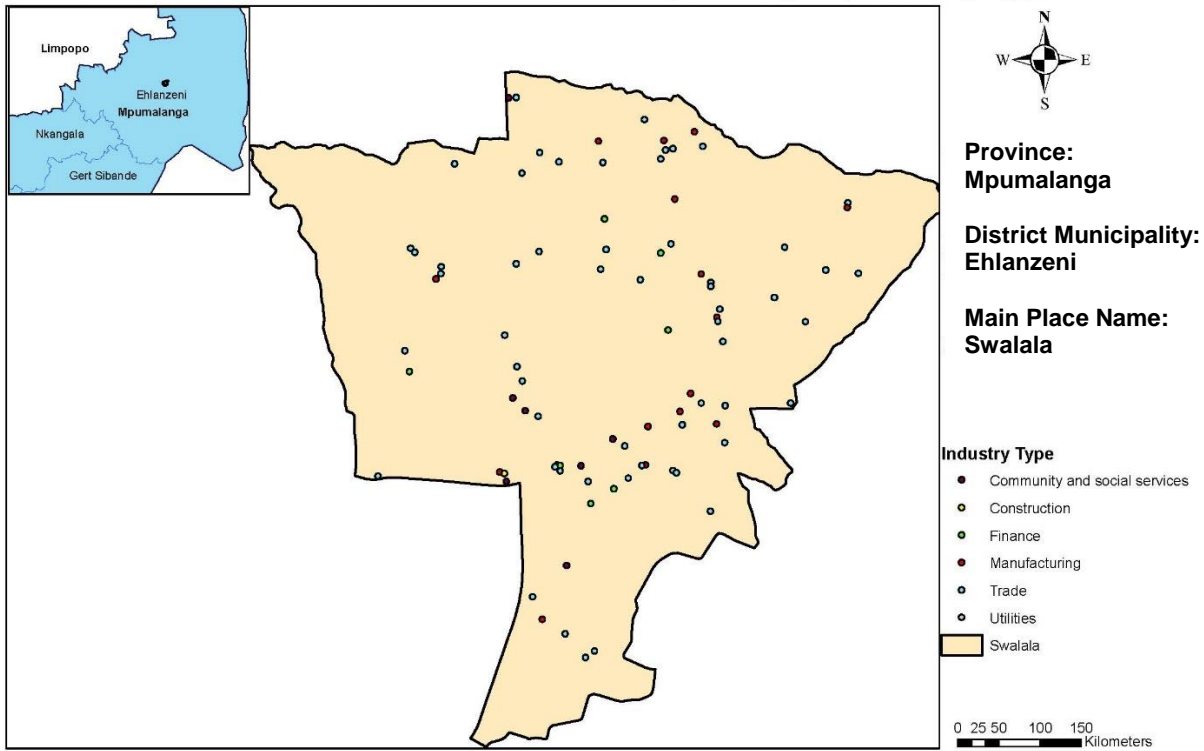 Limpopo
Ehlanzeni
Mpumalanga
Nkangala
Gert Sibande
N
W E
S
Province:
Mpumalanga
District Municipality:
Ehlanzeni
Main Place Name:
Swalala
Industry Type
Community and social services
Construction
Finance
Manufacturing
Trade
Utilities
Swalala
0 25 50 100 150
Kilometers